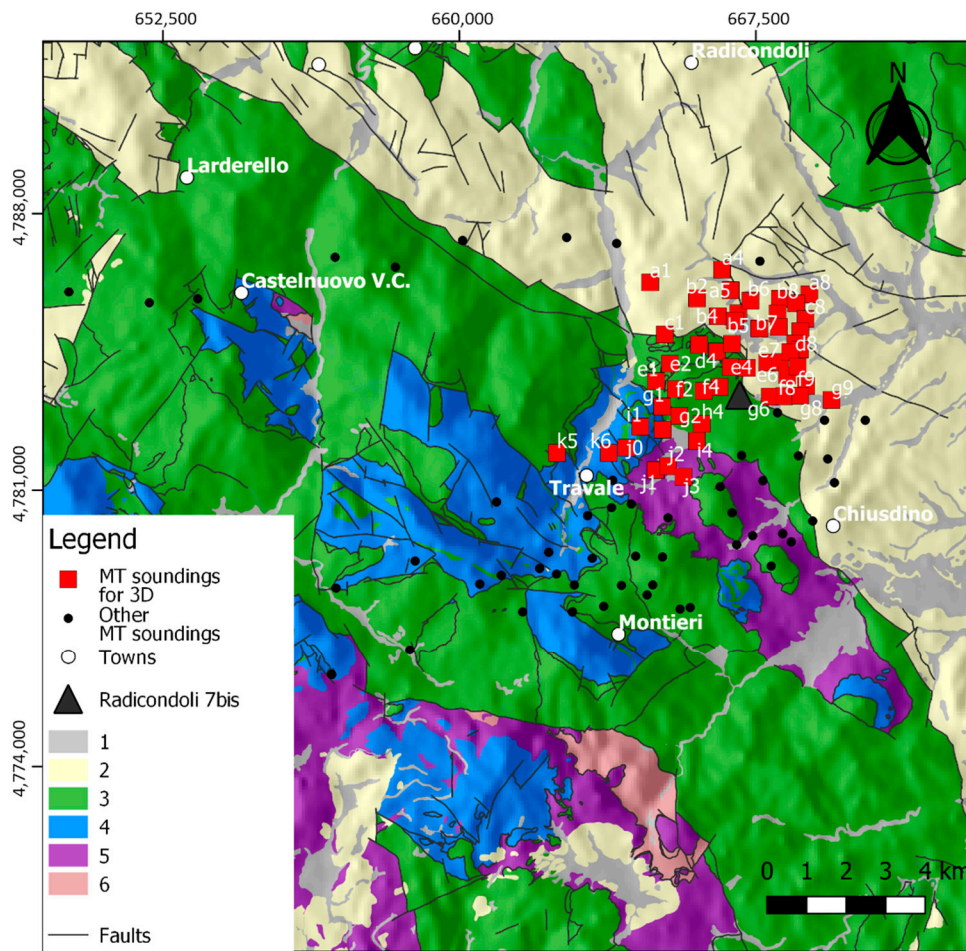 652,500
660,000
667,500
Radicondoli
N
Larderello
4,788,000
Castelnuovo V.C.
a1
a4
a8
b2
a5
b6
b8
c1
b4
b5
b7
c8
d4
d8
e1
e2
e4
e7
e6
f2
f4
f8
f9
g1
g2
h4
g6
g8
g9
i1
i4
k5
k6
j0
j2
j1
j3
4,781,000
Travale
Chiusdino
Legend
MT soundings
for 3D
Other
MT soundings
Towns
Radicondoli 7bis
1
2
3
4
5
6
Faults
Montieri
4,774,000
0 1 2 3 4 km